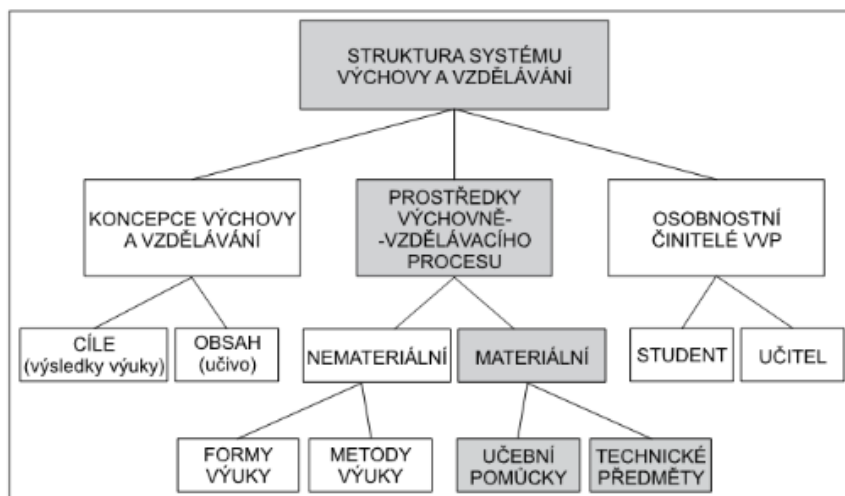 STRUKTURA SYSTÉMU
VÝCHOVY A VZDĚLÁVÁNÍ
KONCEPCE VÝCHOVY
A VZDĚLÁVÁNÍ
PROSTŘEDKY
VÝCHOVNĚ-
-VZDĚLÁVACÍHO
PROCESU
OSOBNOSTNÍ
ČINITELÉ VVP
CÍLE
(výsledky výuky)
OBSAH
(učivo)
NEMATERIÁLNÍ
MATERIÁLNÍ
STUDENT
UČITEL
FORMY
VÝUKY
METODY
VÝUKY
UČEBNÍ
POMŮCKY
TECHNICKÉ
PŘEDMĚTY